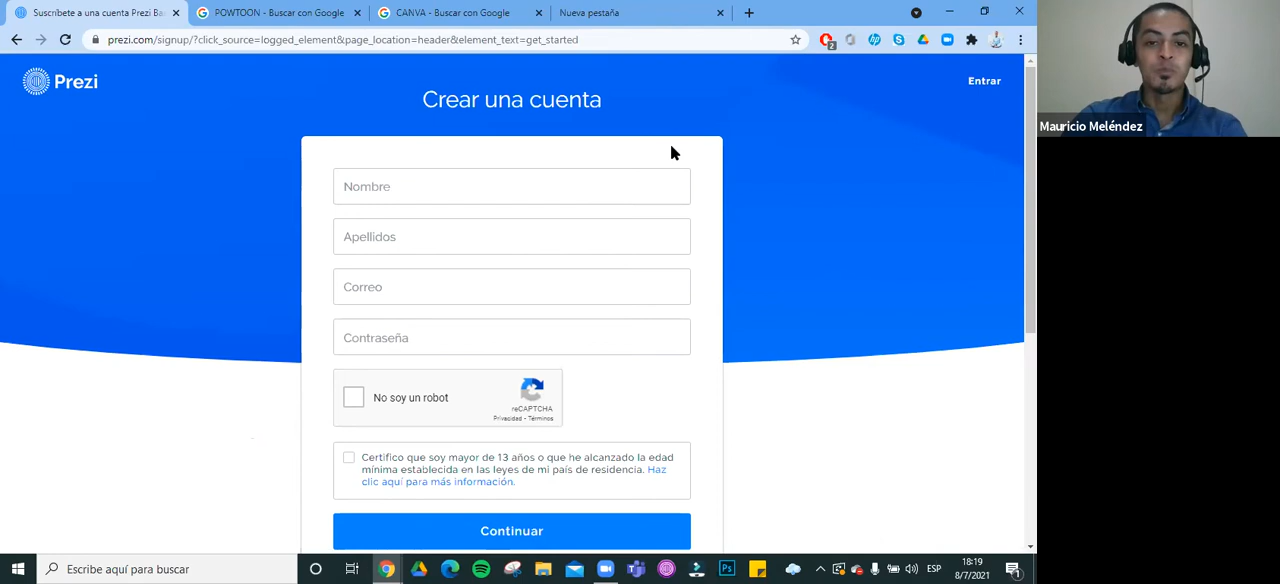 Suscríbete a una cuenta Prezi Ba
POWTOON - Buscar con Google
CANVA - Buscar con Google
Nueva pestaña
prezi.com/signup/?click_source=logged_element&page_location=header&element_text=get_started
2
Prezi
Entrar
Crear una cuenta
Nombre
Apellidos
Correo
Contraseña
No soy un robot
reCAPTCHA
Privacidad - Términos
Certifico que soy mayor de 13 años o que he alcanzado la edad
mínima establecida en las leyes de mi país de residencia. Haz
clic aquí para más información.
Continuar
Mauricio Meléndez
Escribe aquí para buscar
Ps
ESP
18:19
8/7/2021
1